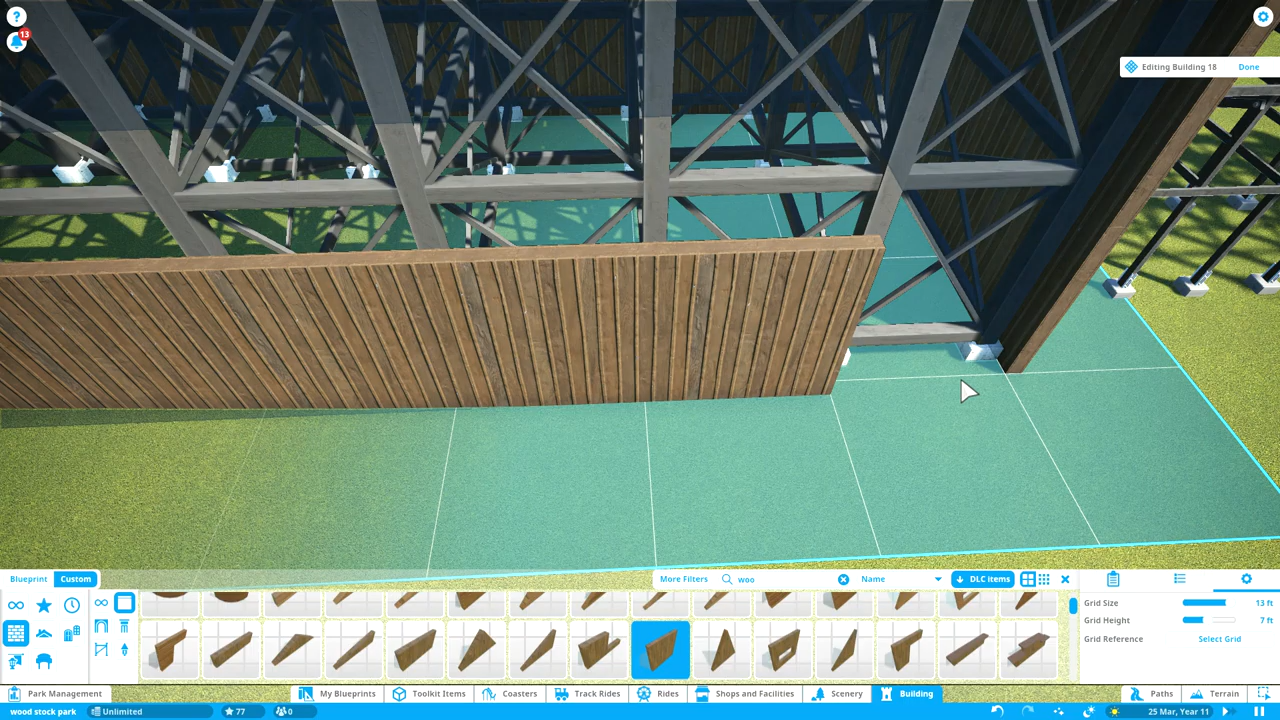 ?
13
Editing Building 18 Done
Blueprint Custom More Filters woo Name DLC items
Grid Size 13 ft
Grid Height 7 ft
Grid Reference Select Grid
Park Management My Blueprints Toolkit Items Coasters Track Rides Rides Shops and Facilities Scenery Building Paths Terrain
wood stock park Unlimited 77 0 25 Mar, Year 11